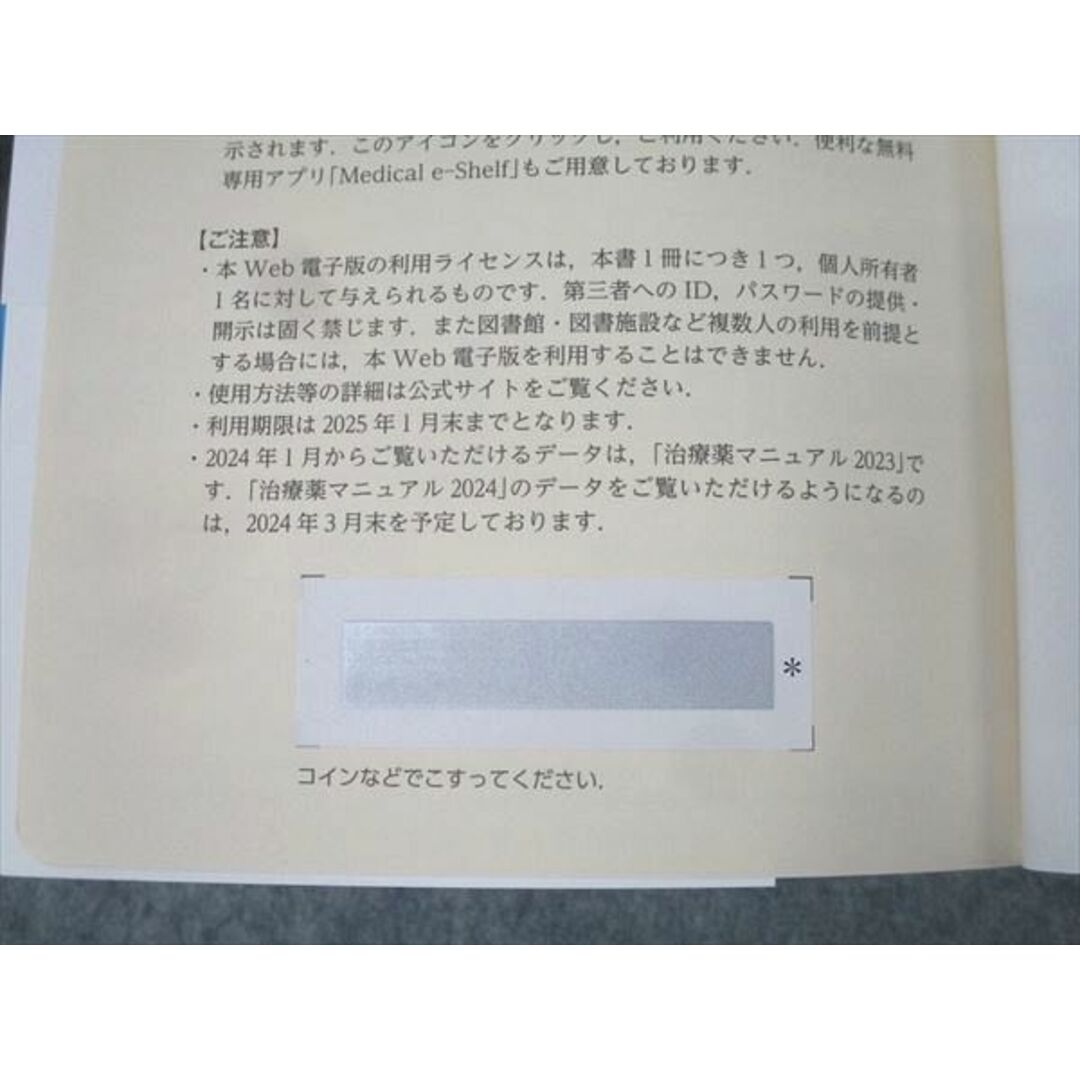 示されます．このアイコンをクリックし，ご利用ください．便利な無料
専用アプリ「Medical e-Shelf」もご用意しております．
【ご注意】
・本 Web 電子版の利用ライセンスは，本書 1 冊につき 1 つ，個人所有者
1 名に対して与えられるものです．第三者への ID，パスワードの提供・
開示は固く禁じます．また図書館・図書施設など複数人の利用を前提と
する場合には，本 Web 電子版を利用することはできません．
・使用方法等の詳細は公式サイトをご覧ください．
・利用期限は 2025 年 1 月末までとなります．
・2024 年 1 月からご覧いただけるデータは，「治療薬マニュアル 2023」で
す．「治療薬マニュアル 2024」のデータをご覧いただけるようになるの
は，2024 年 3 月末を予定しております．
＊
コインなどでこすってください．